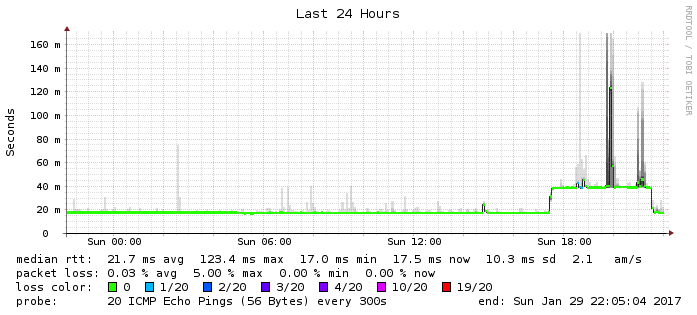 Last 24 Hours
RRDTOOL / TOBI OETIKER
Seconds
160 m
140 m
120 m
100 m
80 m
60 m
40 m
20 m
0
Sun 00:00 Sun 06:00 Sun 12:00 Sun 18:00
median rtt: 21.7 ms avg 123.4 ms max 17.0 ms min 17.5 ms now 10.3 ms sd 2.1 am/s
packet loss: 0.03 % avg 5.00 % max 0.00 % min 0.00 % now
loss color: 0 1/20 2/20 3/20 4/20 10/20 19/20
probe: 20 ICMP Echo Pings (56 Bytes) every 300s end: Sun Jan 29 22:05:04 2017